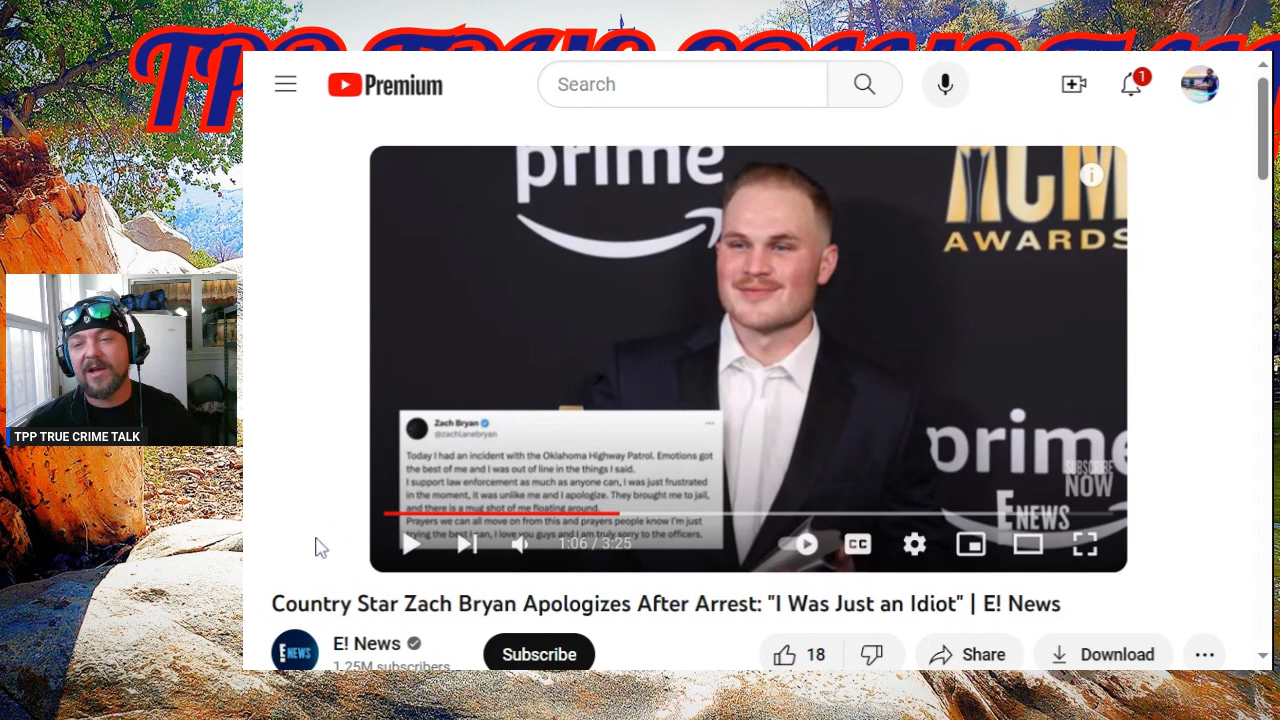 Premium
Search
1
prime
ACM
AWARDS
Zach Bryan
@zachlanebryan
Today I had an incident with the Oklahoma Highway Patrol. Emotions got
the best of me and I was out of line in the things I said.
I support law enforcement as much as anyone can, I was just frustrated
in the moment, it was unlike me and I apologize. They brought me to jail,
and there is a mug shot of me floating around.
Prayers we can all move on from this and prayers people know I'm just
trying the best I can, I love you guys and I am truly sorry to the officers.
prime
SUBSCRIBE
NOW
E NEWS
1:06 / 3:25
CC
TPP TRUE CRIME TALK
Country Star Zach Bryan Apologizes After Arrest: "I Was Just an Idiot" | E! News
E NEWS
E! News
1.25M subscribers
Subscribe
18
Share
Download